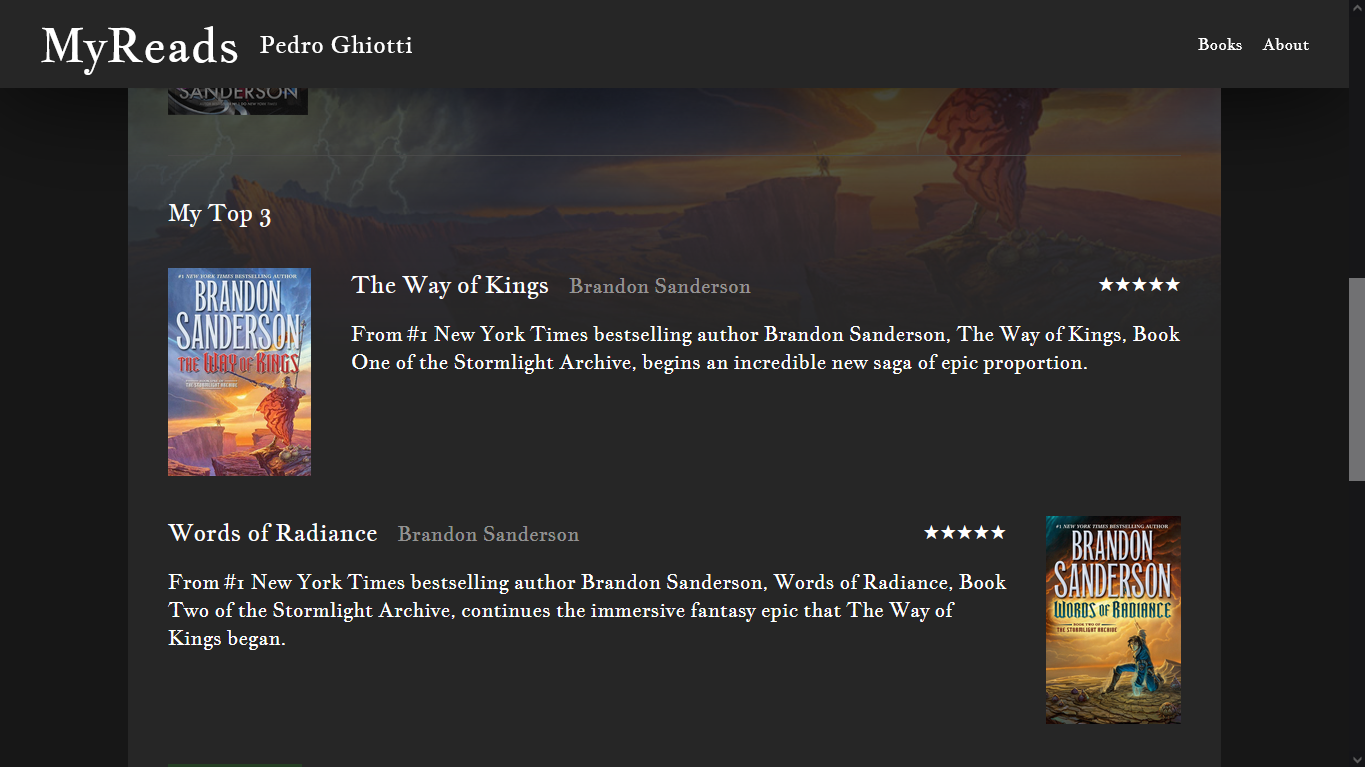 MyReads Pedro Ghiotti Books About
SANDERSON
My Top 3
#1 NEW YORK TIMES BESTSELLING AUTHOR
BRANDON
SANDERSON
THE WAY OF KINGS
THE STORMLIGHT ARCHIVE
The Way of Kings Brandon Sanderson ★★★★★
From #1 New York Times bestselling author Brandon Sanderson, The Way of Kings, Book
One of the Stormlight Archive, begins an incredible new saga of epic proportion.
Words of Radiance Brandon Sanderson ★★★★★
From #1 New York Times bestselling author Brandon Sanderson, Words of Radiance, Book
Two of the Stormlight Archive, continues the immersive fantasy epic that The Way of
Kings began.
#1 NEW YORK TIMES BESTSELLING AUTHOR
BRANDON
SANDERSON
WORDS OF RADIANCE
BOOK TWO OF
THE STORMLIGHT ARCHIVE